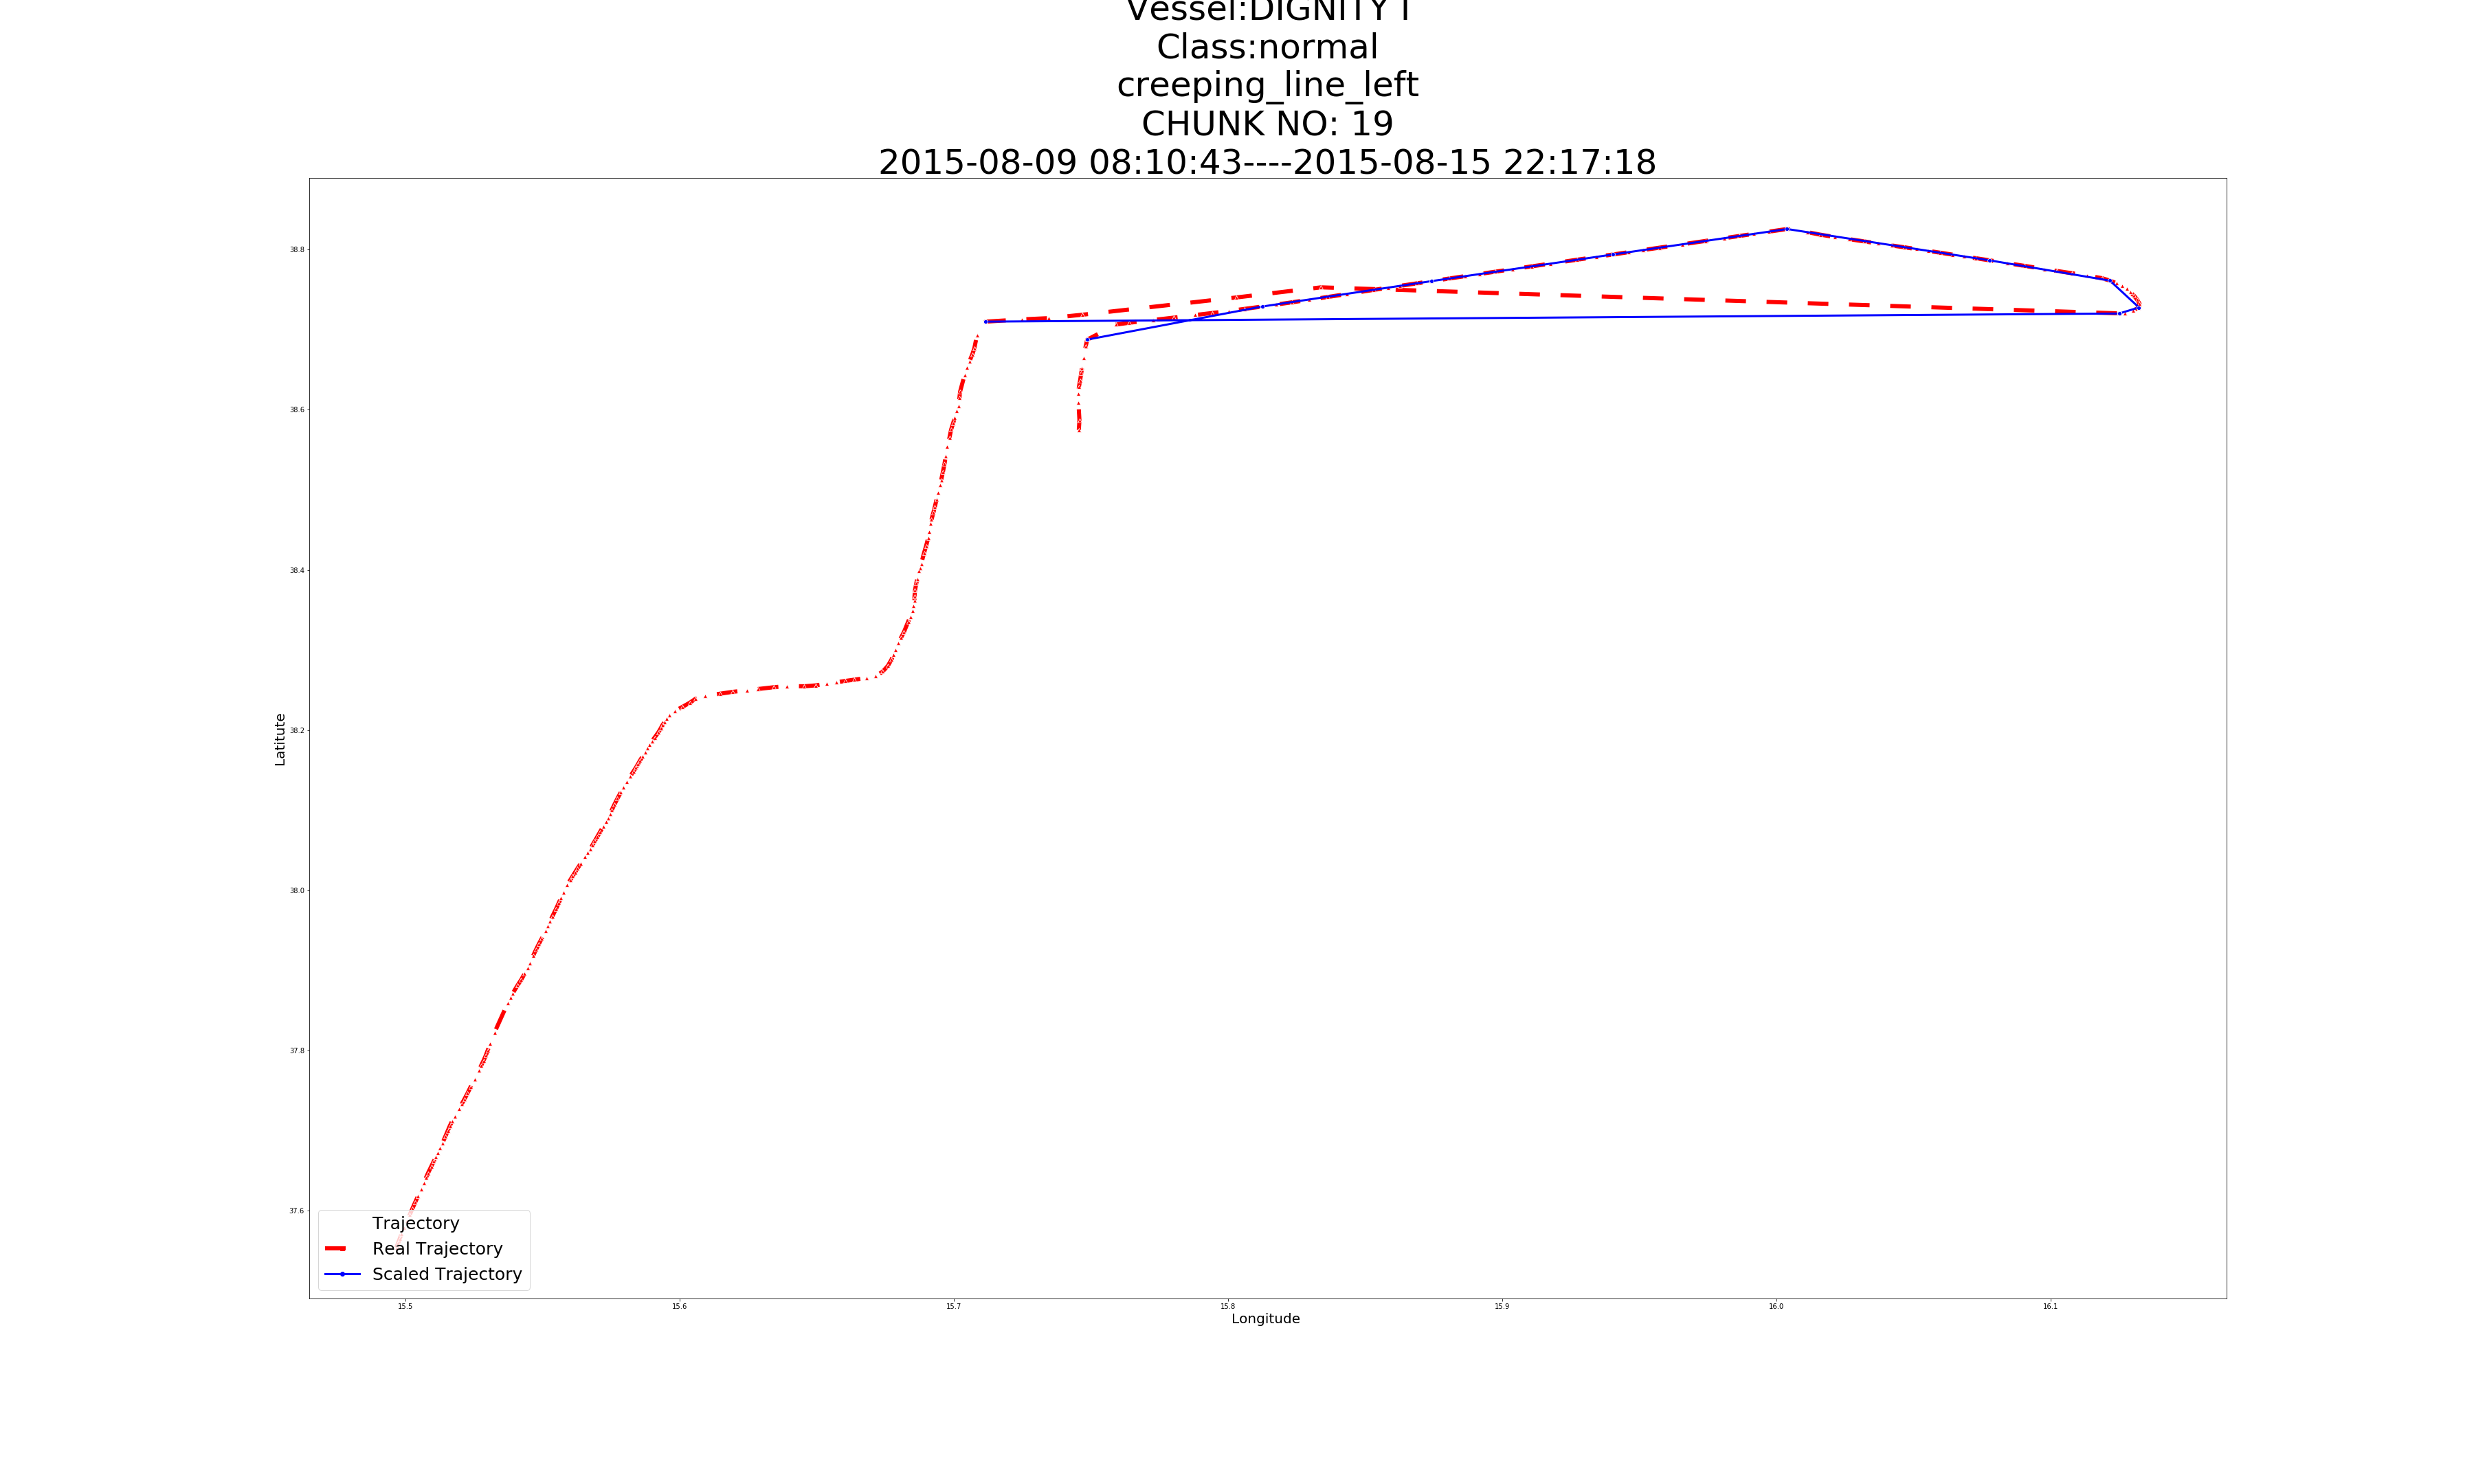 Vessel:DIGNITY I
Class:normal
creeping_line_left
CHUNK NO: 19
2015-08-09 08:10:43----2015-08-15 22:17:18
38.8
38.6
38.4
38.2
38.0
37.8
37.6
Latitute
Trajectory
Real Trajectory
Scaled Trajectory
15.5
15.6
15.7
15.8
15.9
16.0
16.1
Longitude